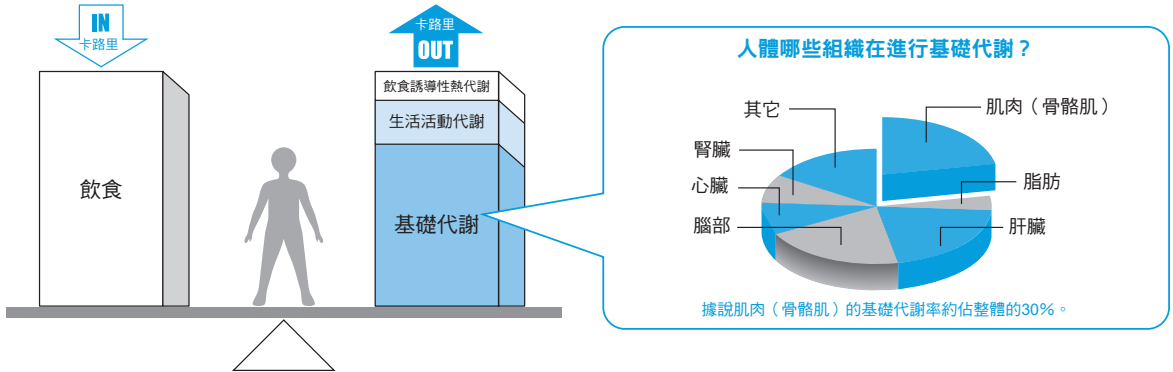 IN
卡路里
飲食
卡路里
OUT
飲食誘導性熱代謝
生活活動代謝
基礎代謝
人體哪些組織在進行基礎代謝？
肌肉（骨骼肌）
脂肪
肝臟
腦部
心臟
腎臟
其它
據說肌肉（骨骼肌）的基礎代謝率約佔整體的30%。